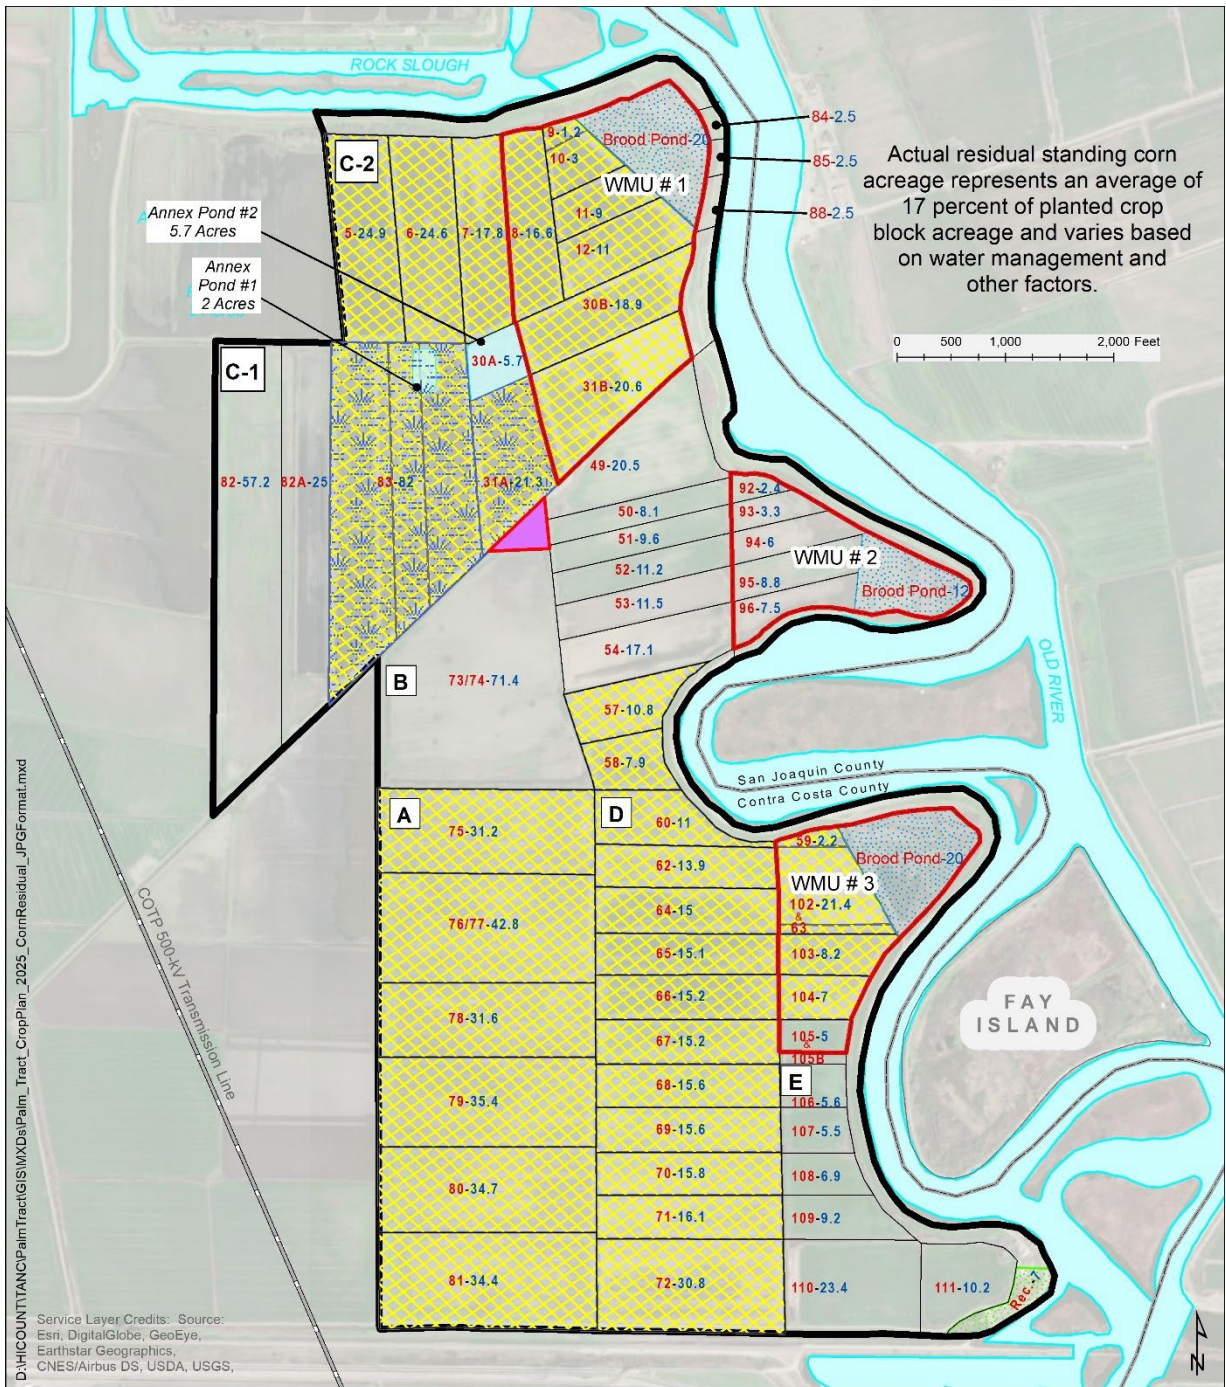 ROCK SLOUGH
84-2.5
9-1.2
Brood Pond-20
C-2
10-3
85-2.5
Actual residual standing corn
acreage represents an average of
17 percent of planted crop
block acreage and varies based
on water management and
other factors.
WMU # 1
Annex Pond #2
5.7 Acres
11-9
88-2.5
5-24.9
6-24.6
7-17.8
8-16.6
12-11
Annex
Pond #1
2 Acres
30B-18.9
0
500
1,000
2,000 Feet
30A-5.7
C-1
31B-20.6
49-20.5
82-57.2
82A-25
83-82
31A-21.3
92-2.4
50-8.1
93-3.3
51-9.6
94-6
WMU # 2
52-11.2
95-8.8
Brood Pond-12
53-11.5
96-7.5
54-17.1
OLD RIVER
B
73/74-71.4
57-10.8
58-7.9
San Joaquin County
Contra Costa County
A
D
75-31.2
60-11
59-2.2
Brood Pond-20
62-13.9
WMU # 3
102-21.4
&
63
64-15
76/77-42.8
65-15.1
103-8.2
66-15.2
104-7
FAY
ISLAND
78-31.6
67-15.2
105-5
&
105B
E
68-15.6
106-5.6
79-35.4
69-15.6
107-5.5
70-15.8
108-6.9
80-34.7
71-16.1
109-9.2
81-34.4
72-30.8
110-23.4
111-10.2
Rec.-7
COTP 500-kV Transmission Line
D:\HICOUNT\TANC\PalmTract\GIS\MXDs\Palm_Tract_CropPlan_2025_CornResidual_JPGFormat.mxd
Service Layer Credits: Source:
Esri, DigitalGlobe, GeoEye,
Earthstar Geographics,
CNES/Airbus DS, USDA, USGS,
N